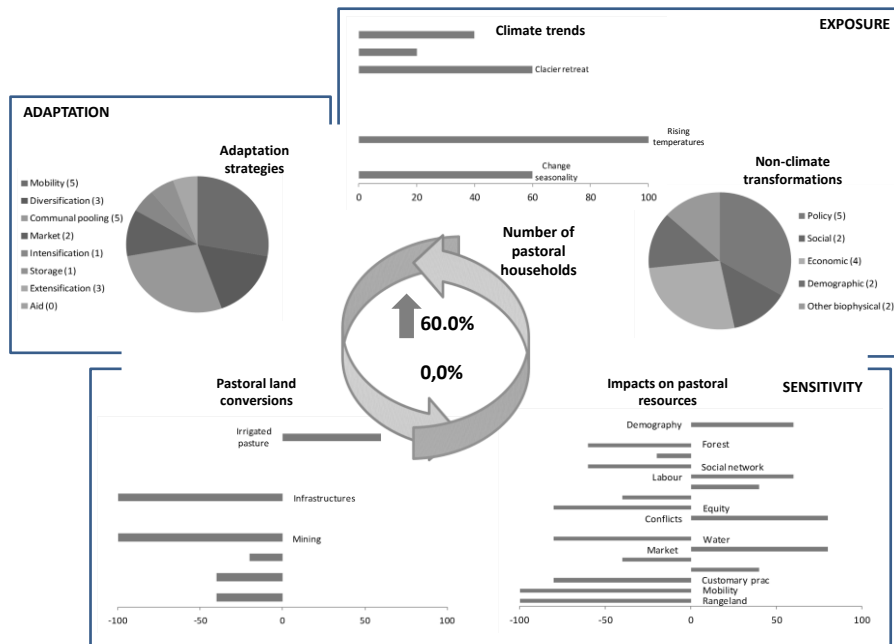 EXPOSURE
Climate trends
Clacier retreat
Rising
temperatures
Change
seasonality
0
20
40
60
80
100
ADAPTATION
Adaptation
strategies
Mobility (5)
Diversification (3)
Communal pooling (5)
Market (2)
Intensification (1)
Storage (1)
Extensification (3)
Aid (0)
Non-climate
transformations
Policy (5)
Social (2)
Economic (4)
Demographic (2)
Other biophysical (2)
Number of
pastoral
households
60.0%
0,0%
Pastoral land
conversions
Irrigated
pasture
Infrastructures
Mining
-100
-50
0
50
100
SENSITIVITY
Impacts on pastoral
resources
Demography
Forest
Social network
Labour
Equity
Conflicts
Water
Market
Customary prac
Mobility
Rangeland
-100
-50
0
50
100